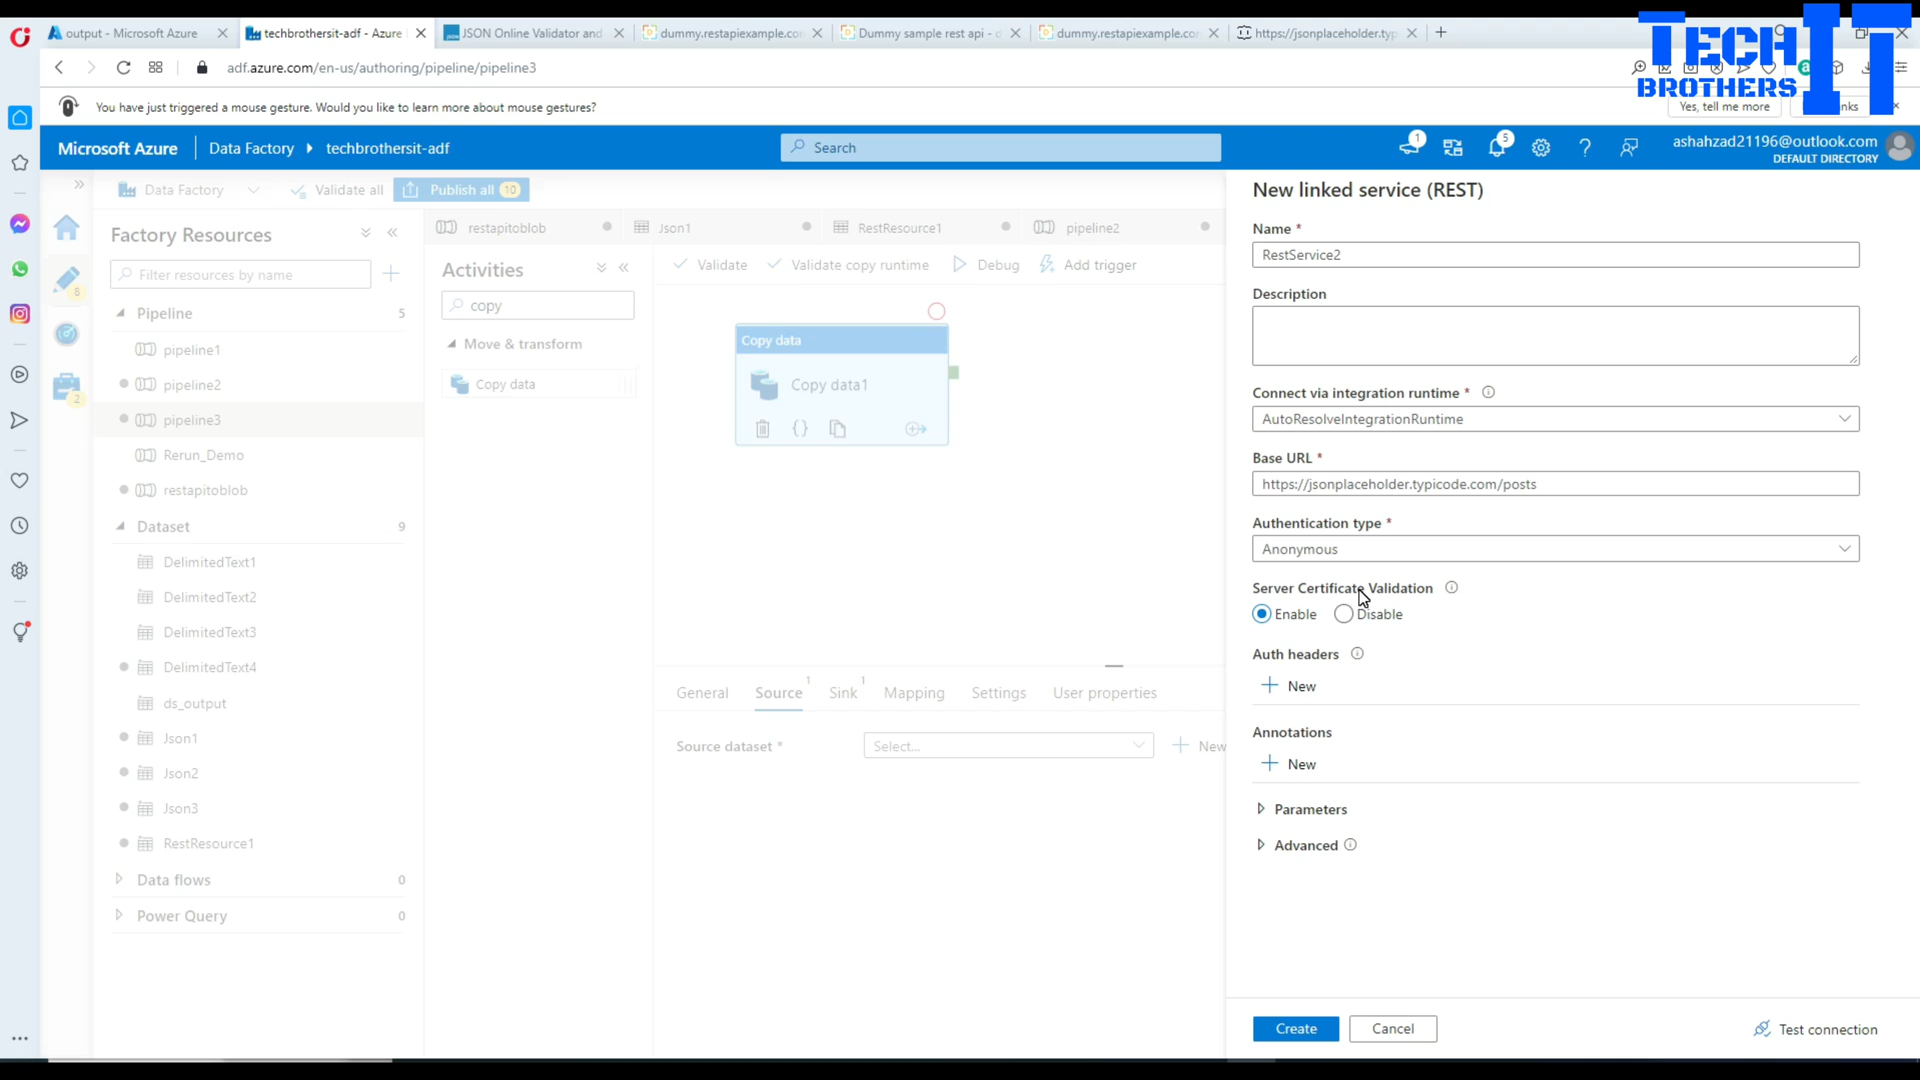 output - Microsoft Azure
techbrothersit-adf - Azure
JSON Online Validator and
dummy.restapiexample.co
Dummy sample rest api - d
dummy.restapiexample.co
https://jsonplaceholder.typ
TECH IT
BROTHERS
adf.azure.com/en-us/authoring/pipeline/pipeline3
You have just triggered a mouse gesture. Would you like to learn more about mouse gestures?
Yes, tell me more
Microsoft Azure
Data Factory
techbrothersit-adf
Search
1
5
ashahzad21196@outlook.com
DEFAULT DIRECTORY
Data Factory
Validate all
Publish all 10
New linked service (REST)
Factory Resources
Filter resources by name
8
2
Pipeline 5
pipeline1
pipeline2
pipeline3
Rerun_Demo
restapitoblob
Dataset 9
DelimitedText1
DelimitedText2
DelimitedText3
DelimitedText4
ds_output
Json1
Json2
Json3
RestResource1
Data flows 0
Power Query 0
restapitoblob
Json1
RestResource1
pipeline2
Activities
copy
Move & transform
Copy data
Validate
Validate copy runtime
Debug
Add trigger
Copy data
Copy data1
General
Source 1
Sink 1
Mapping
Settings
User properties
Source dataset *
Select...
New
Name *
RestService2
Description
Connect via integration runtime *
AutoResolveIntegrationRuntime
Base URL *
https://jsonplaceholder.typicode.com/posts
Authentication type *
Anonymous
Server Certificate Validation
Enable
Disable
Auth headers
New
Annotations
New
Parameters
Advanced
Create
Cancel
Test connection